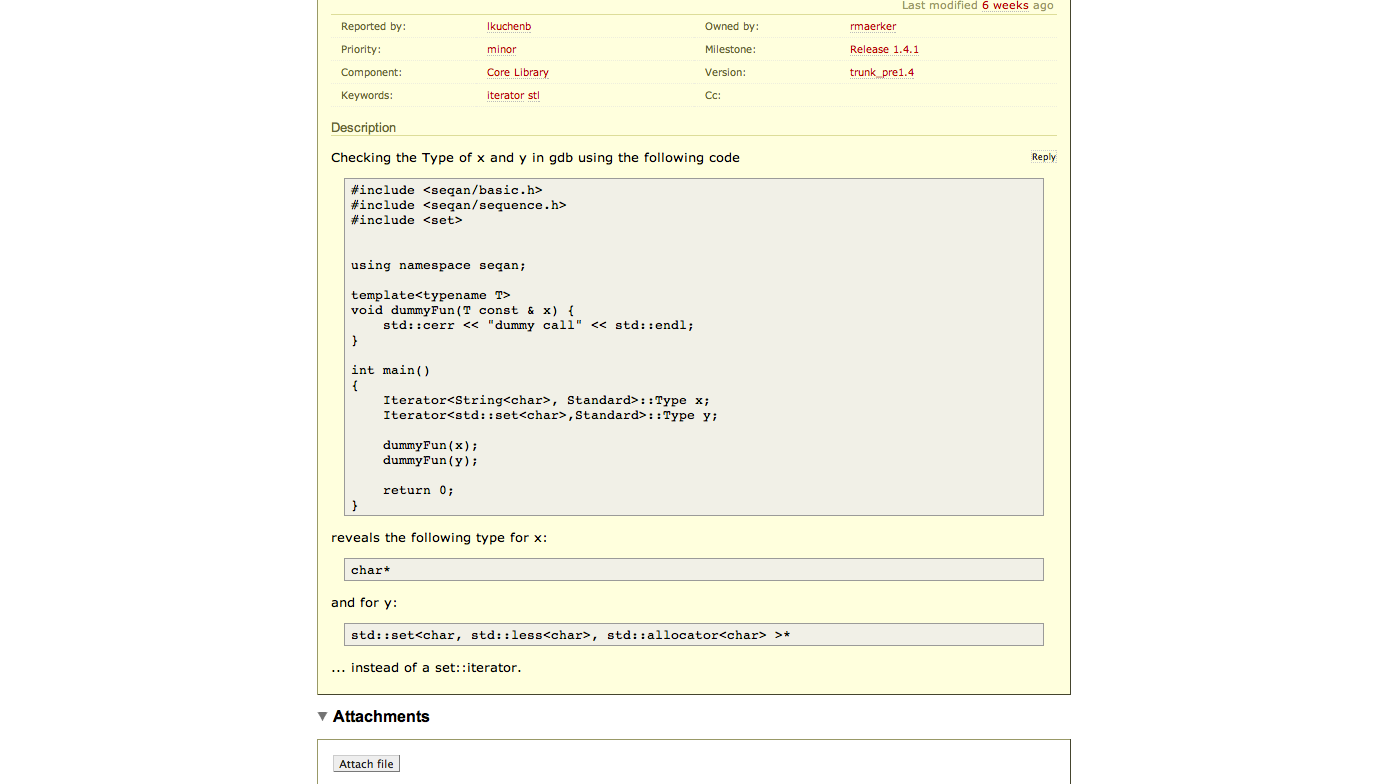 Last modified 6 weeks ago
Reported by: lkuchenb Owned by: rmaerker
Priority: minor Milestone: Release 1.4.1
Component: Core Library Version: trunk_pre1.4
Keywords: iterator stl Cc:
Description
Checking the Type of x and y in gdb using the following code Reply
#include <seqan/basic.h>
#include <seqan/sequence.h>
#include <set>
using namespace seqan;
template<typename T>
void dummyFun(T const & x) {
    std::cerr << "dummy call" << std::endl;
}
int main()
{
    Iterator<String<char>, Standard>::Type x;
    Iterator<std::set<char>,Standard>::Type y;
    dummyFun(x);
    dummyFun(y);
    return 0;
}
reveals the following type for x:
char*
and for y:
std::set<char, std::less<char>, std::allocator<char> >*
... instead of a set::iterator.
▼ Attachments
Attach file